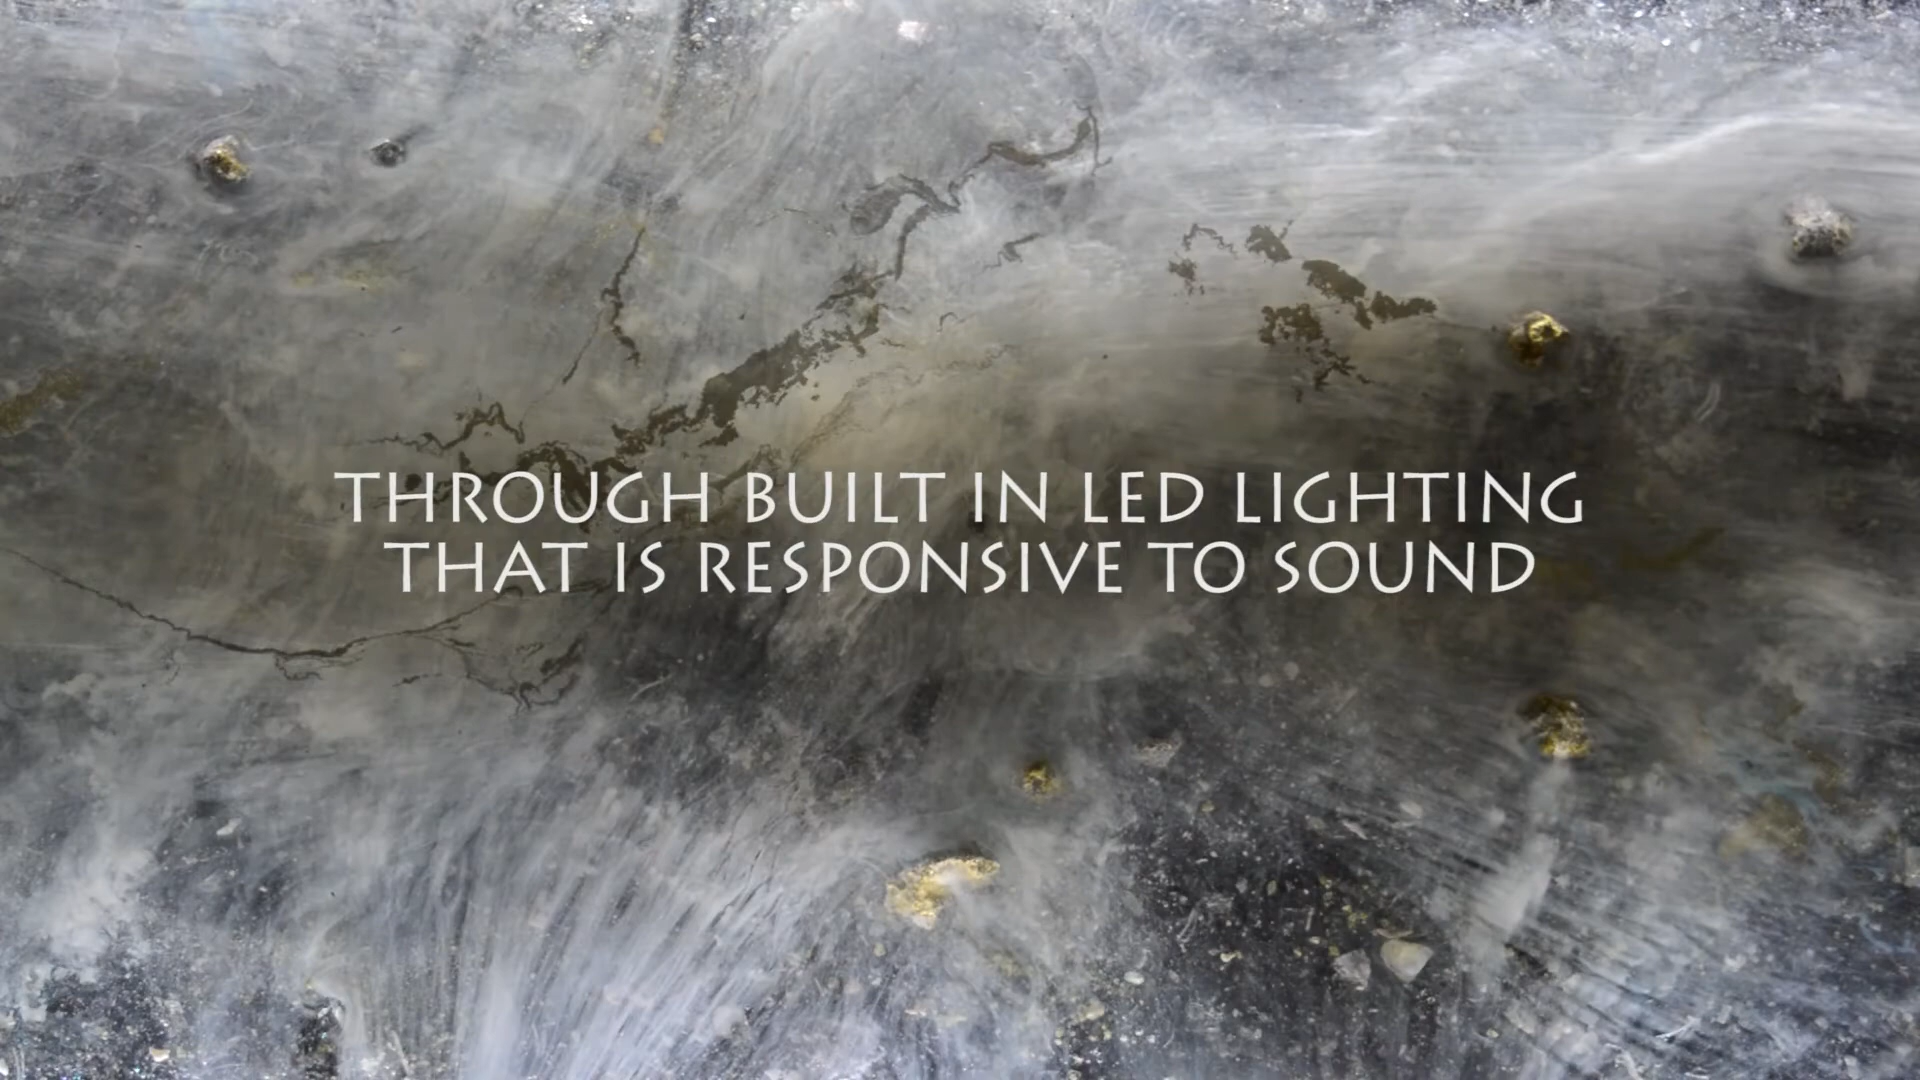 THROUGH BUILT IN LED LIGHTING
THAT IS RESPONSIVE TO SOUND